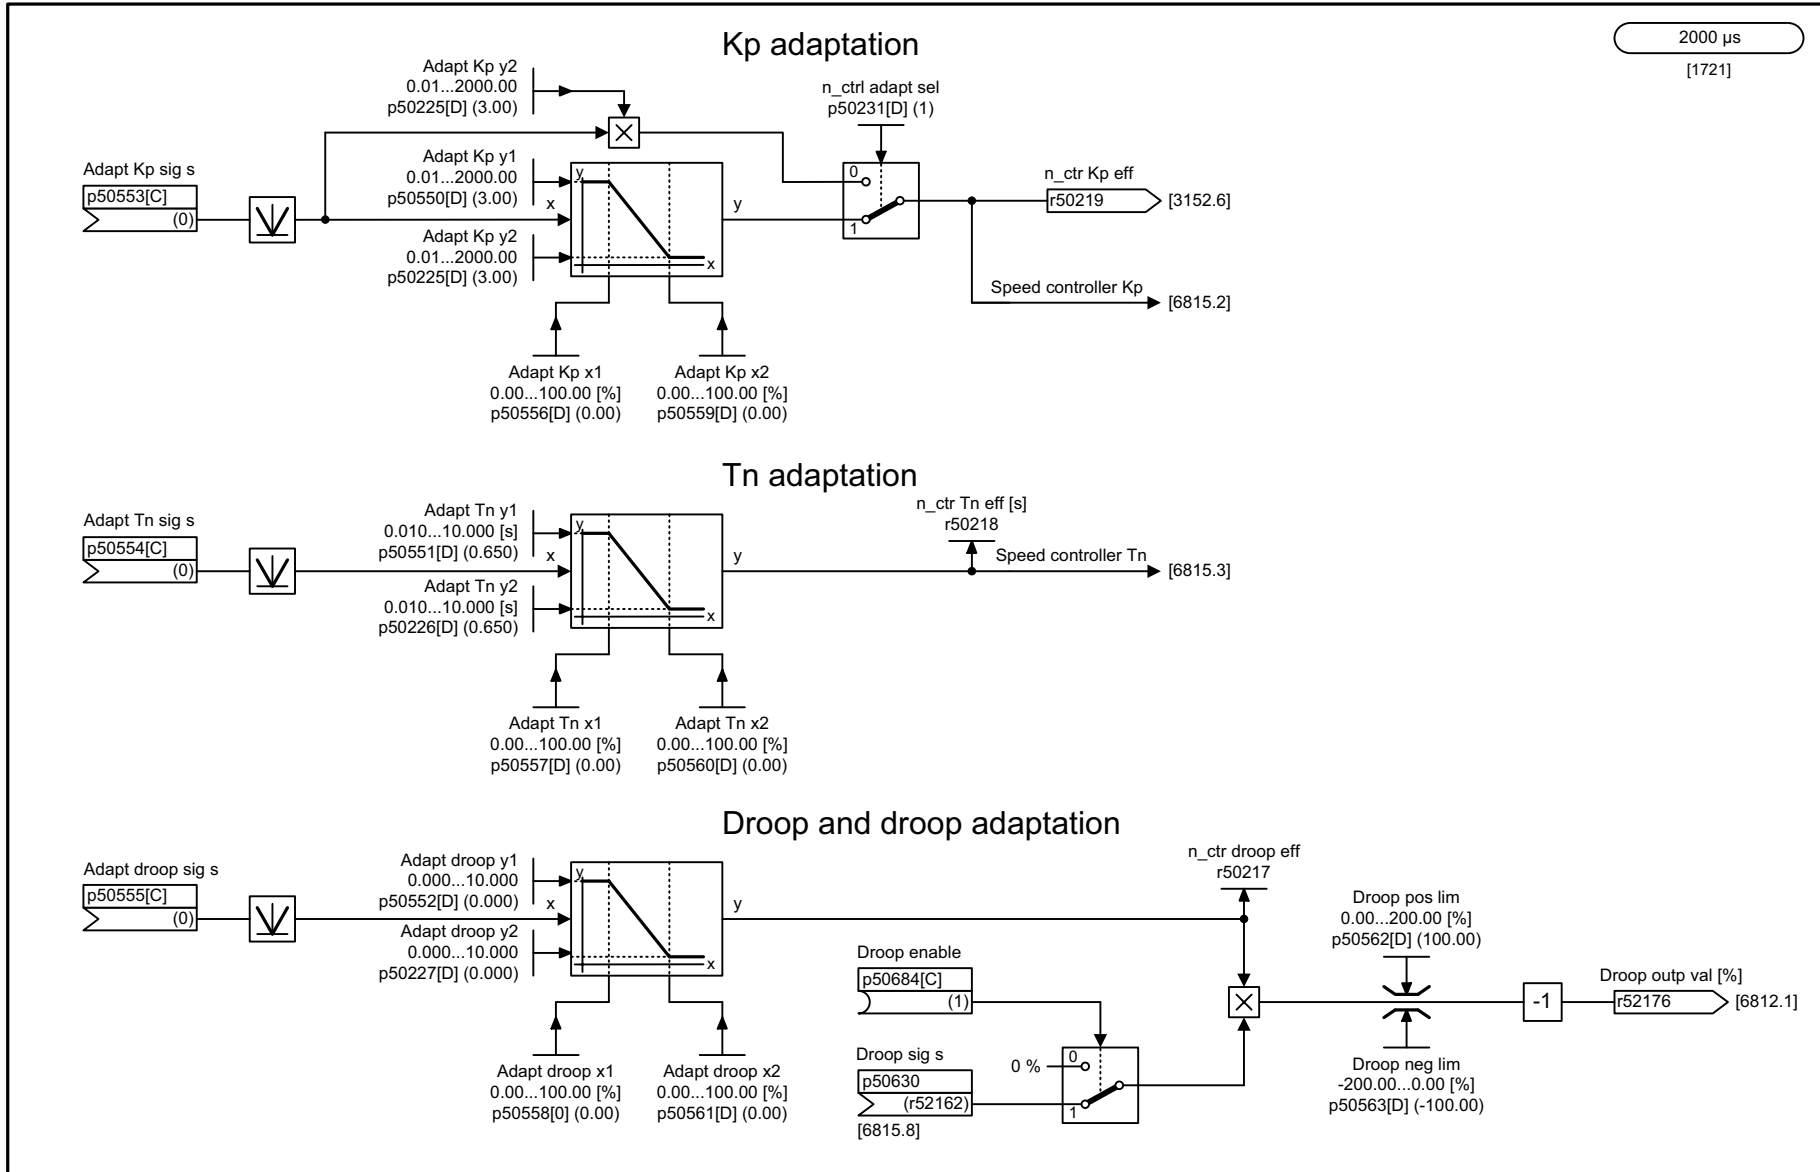 Kp adaptation
2000 µs
[1721]
Adapt Kp y2
0.01...2000.00
p50225[D] (3.00)
n_ctrl adapt sel
p50231[D] (1)
Adapt Kp sig s
p50553[C]
(0)
Adapt Kp y1
0.01...2000.00
p50550[D] (3.00)
x
Adapt Kp y2
0.01...2000.00
p50225[D] (3.00)
y
x
y
0
1
n_ctr Kp eff
r50219
[3152.6]
Speed controller Kp
[6815.2]
Adapt Kp x1
0.00...100.00 [%]
p50556[D] (0.00)
Adapt Kp x2
0.00...100.00 [%]
p50559[D] (0.00)
Tn adaptation
Adapt Tn sig s
p50554[C]
(0)
Adapt Tn y1
0.010...10.000 [s]
p50551[D] (0.650)
x
Adapt Tn y2
0.010...10.000 [s]
p50226[D] (0.650)
y
x
y
n_ctr Tn eff [s]
r50218
Speed controller Tn
[6815.3]
Adapt Tn x1
0.00...100.00 [%]
p50557[D] (0.00)
Adapt Tn x2
0.00...100.00 [%]
p50560[D] (0.00)
Droop and droop adaptation
Adapt droop sig s
p50555[C]
(0)
Adapt droop y1
0.000...10.000
p50552[D] (0.000)
x
Adapt droop y2
0.000...10.000
p50227[D] (0.000)
y
x
y
n_ctr droop eff
r50217
Droop pos lim
0.00...200.00 [%]
p50562[D] (100.00)
Droop enable
p50684[C]
(1)
-1
Droop outp val [%]
r52176
[6812.1]
Adapt droop x1
0.00...100.00 [%]
p50558[0] (0.00)
Adapt droop x2
0.00...100.00 [%]
p50561[D] (0.00)
Droop sig s
p50630
(r52162)
[6815.8]
0 %
0
1
Droop neg lim
-200.00...0.00 [%]
p50563[D] (-100.00)